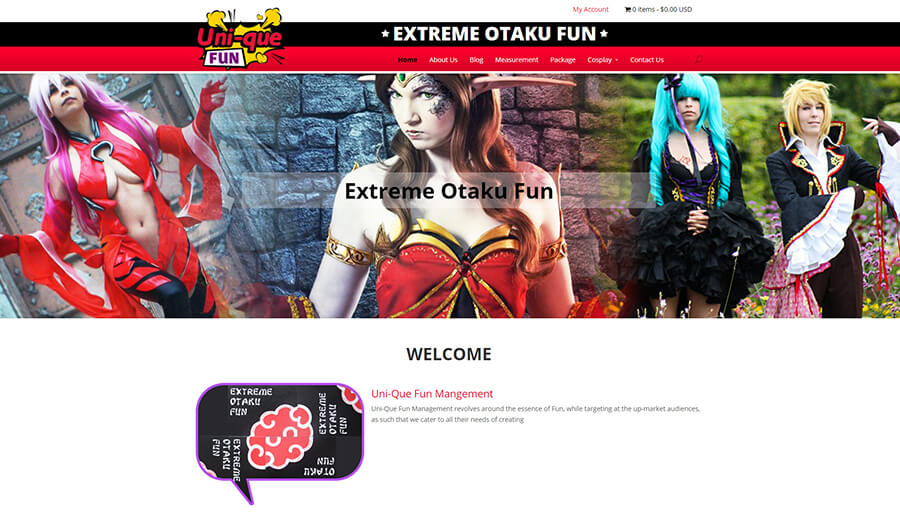 My Account
0 items - $0.00 USD
Uni-que
FUN
EXTREME OTAKU FUN
Home
About Us
Blog
Measurement
Package
Cosplay
Contact Us
Extreme Otaku Fun
WELCOME
EXTREME
OTAKU
FUN
EXTREME
OTAKU
FUN
EXTREME
OTAKU
FUN
EXTREME
OTAKU
FUN
Uni-Que Fun Mangement
Uni-Que Fun Management revolves around the essence of Fun, while targeting at the up-market audiences,
as such that we cater to all their needs of creating